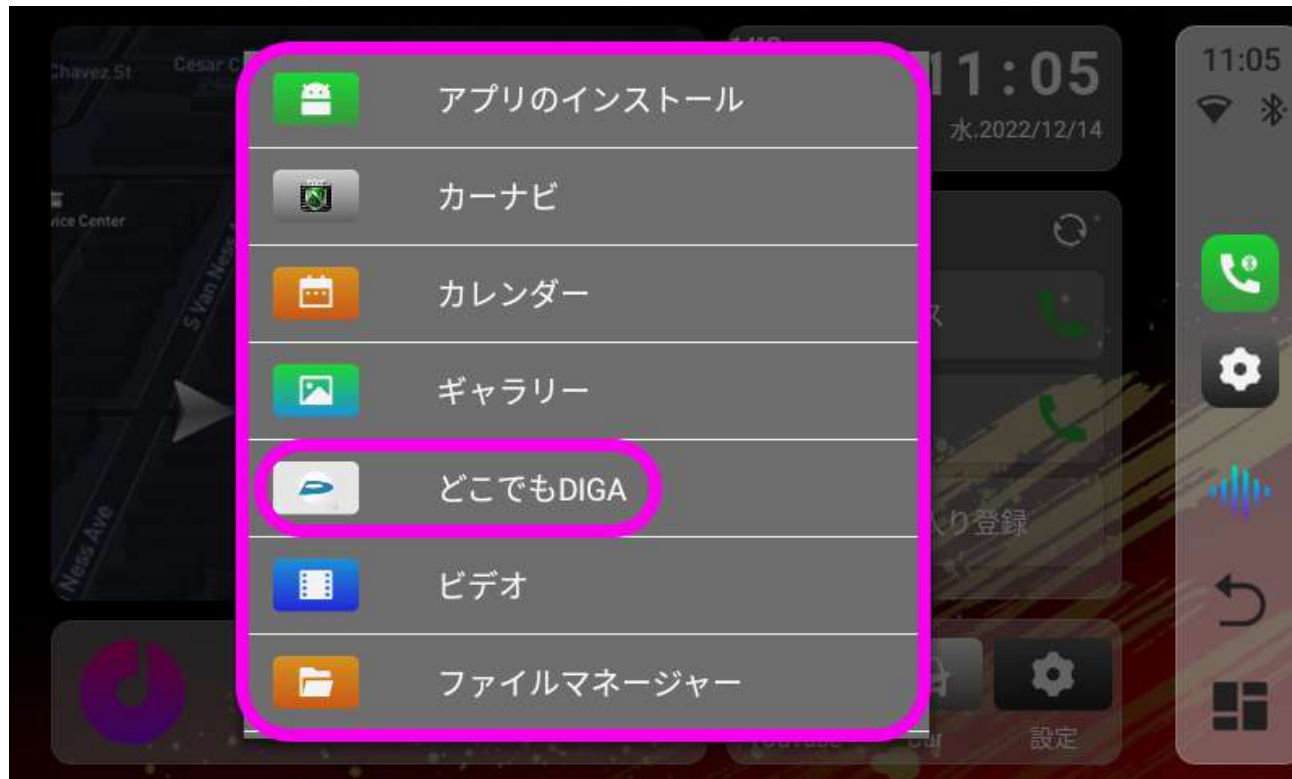 Chavez St
Cesar C
11:05
水.2022/12/14
11:05
アプリのインストール
カーナビ
カレンダー
ギャラリー
どこでもDIGA
ビデオ
ファイルマネージャー
vice Center
S Van Ness
Ness Ave
ス
入り登録
設定